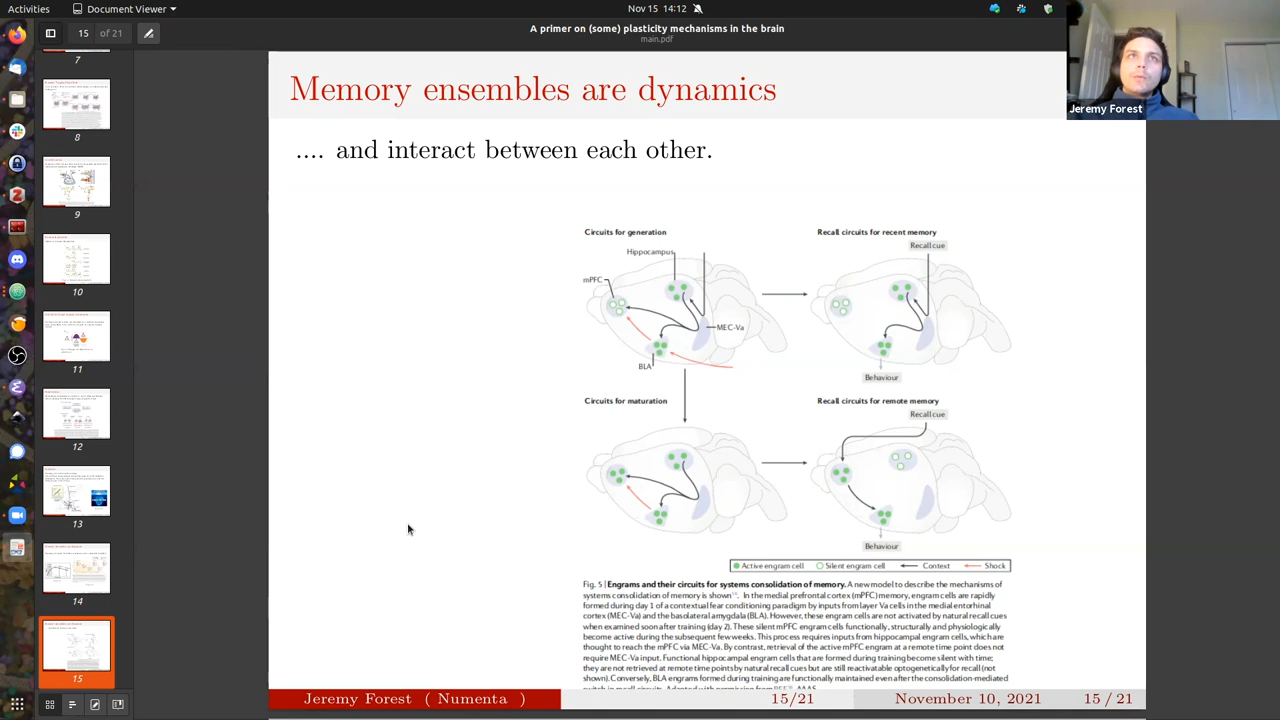 Activities
Document Viewer
Nov 15 14:12
15 of 21
A primer on (some) plasticity mechanisms in the brain
main.pdf
7
8
9
10
11
12
13
14
15
Jeremy Forest
Memory ensembles are dynamics
.... and interact between each other.
Circuits for generation
Recall circuits for recent memory
Hippocampus
Recall cue
mPFC
MEC-Va
BLA
Behaviour
Circuits for maturation
Recall circuits for remote memory
Recall cue
Behaviour
Active engram cell
Silent engram cell
Context
Shock
Fig. 5 | Engrams and their circuits for systems consolidation of memory. A new model to describe the mechanisms of
systems consolidation of memory is shown. In the medial prefrontal cortex (mPFC) memory, engram cells are rapidly
formed during day 1 of a contextual fear conditioning paradigm by inputs from layer Va cells in the medial entorhinal
cortex (MEC-Va) and the basolateral amygdala (BLA). However, these engram cells are not activated by natural recall cues
when examined soon after training (day 2). These silent mPFC engram cells functionally, structurally and physiologically
become active during the subsequent few weeks. This process requires inputs from hippocampal engram cells, which are
thought to reach the mPFC via MEC-Va. By contrast, retrieval of the active mPFC engram at a remote time point does not
require MEC-Va input. Functional hippocampal engram cells that are formed during training become silent with time;
they are not retrieved at remote time points by natural recall cues but are still reactivatable optogenetically for recall (not
shown). Conversely, BLA engrams formed during training are functionally maintained even after the consolidation-mediated
switch in recall circuits. Adapted with permission from
Jeremy Forest ( Numenta )
15/21
November 10, 2021
15 / 21